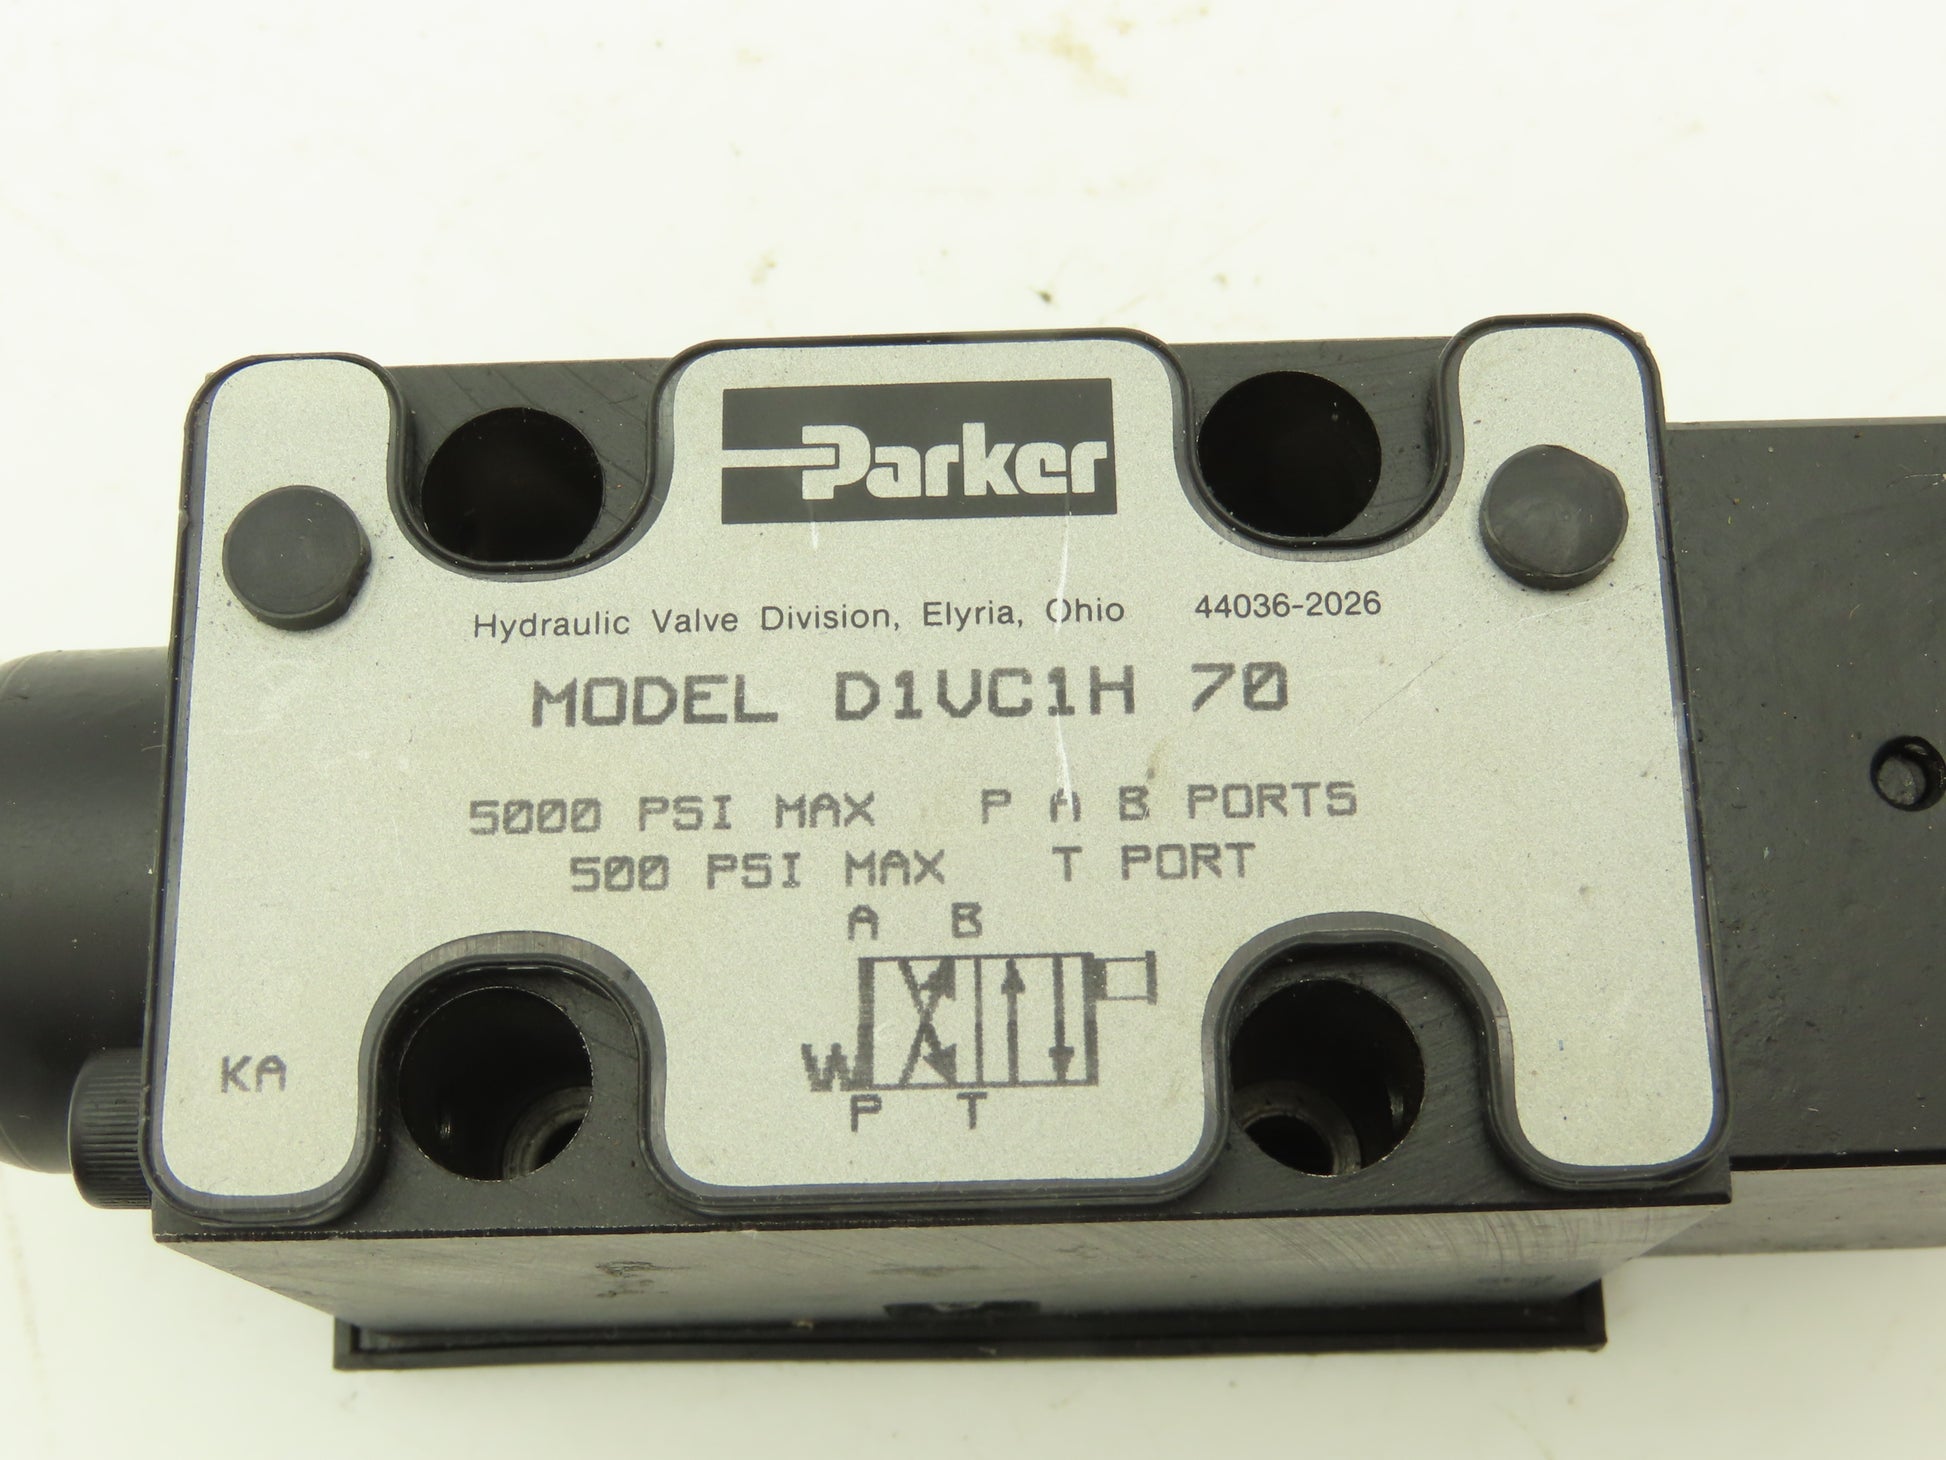 Parker
Hydraulic Valve Division, Elyria, Ohio 44036-2026
MODEL D1VC1H 70
5000 PSI MAX P A B PORTS
500 PSI MAX T PORT
A B
W
P T
KA